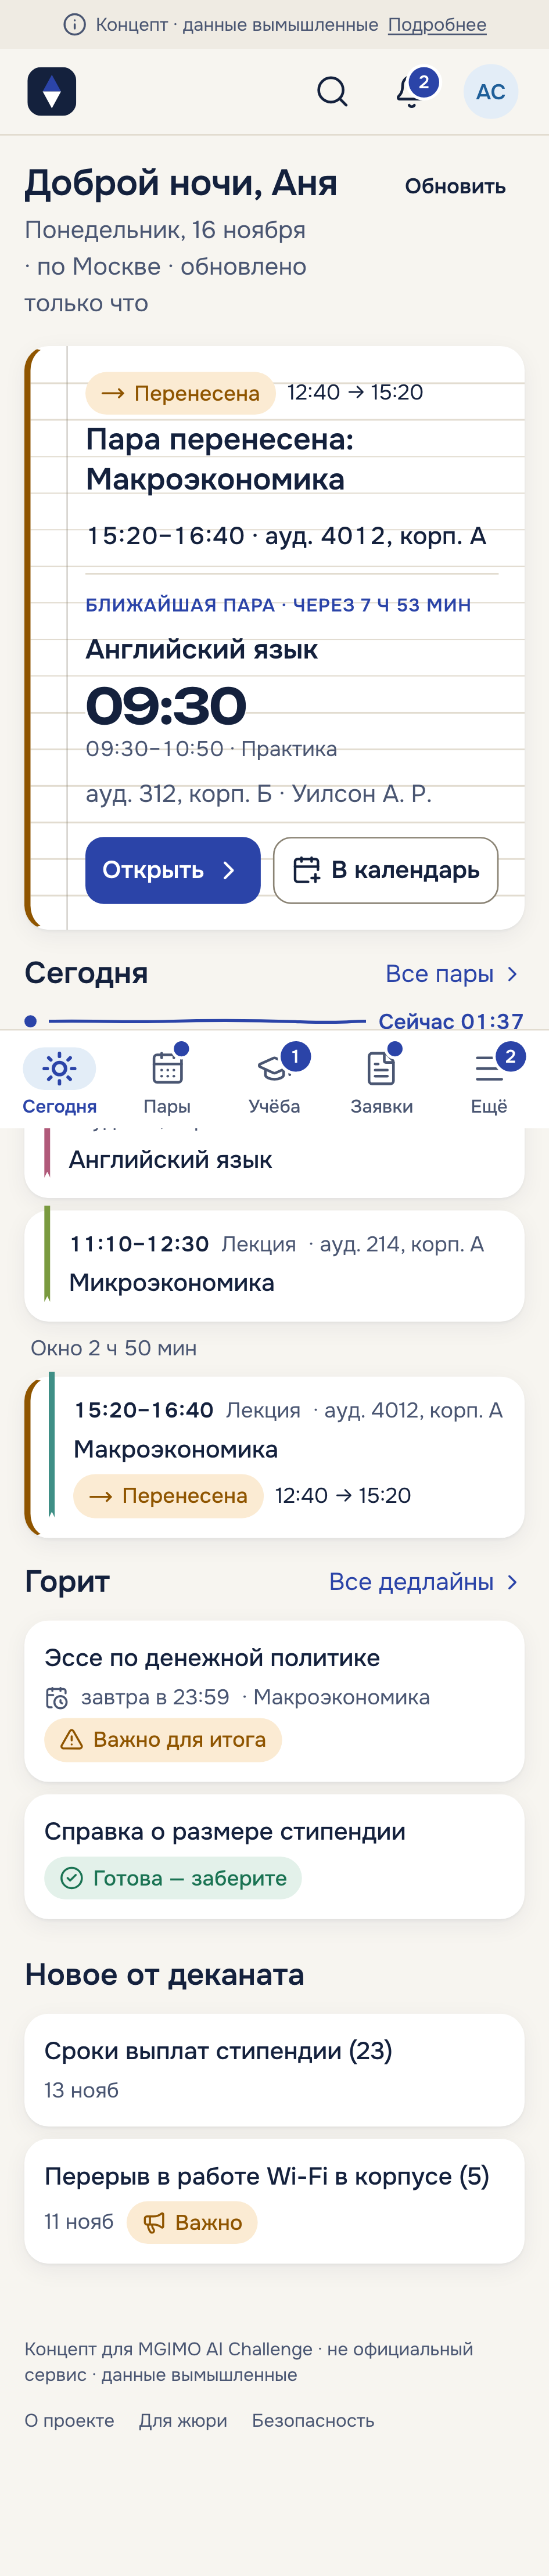 Концепт · данные вымышленные Подробнее
2
АС
Доброй ночи, Аня
Обновить
Понедельник, 16 ноября
· по Москве · обновлено
только что
→ Перенесена 12:40 → 15:20
Пара перенесена:
Макроэкономика
15:20–16:40 · ауд. 4012, корп. А
БЛИЖАЙШАЯ ПАРА · ЧЕРЕЗ 7 Ч 53 МИН
Английский язык
09:30
09:30–10:50 · Практика
ауд. 312, корп. Б · Уилсон А. Р.
Открыть
В календарь
Сегодня
Все пары
Сейчас 01:37
1
2
Сегодня
Пары
Учёба
Заявки
Ещё
Английский язык
11:10–12:30 Лекция · ауд. 214, корп. А
Микроэкономика
Окно 2 ч 50 мин
15:20–16:40 Лекция · ауд. 4012, корп. А
Макроэкономика
→ Перенесена 12:40 → 15:20
Горит
Все дедлайны
Эссе по денежной политике
завтра в 23:59 · Макроэкономика
Важно для итога
Справка о размере стипендии
Готова — заберите
Новое от деканата
Сроки выплат стипендии (23)
13 нояб
Перерыв в работе Wi-Fi в корпусе (5)
11 нояб Важно
Концепт для MGIMO AI Challenge · не официальный
сервис · данные вымышленные
О проекте Для жюри Безопасность